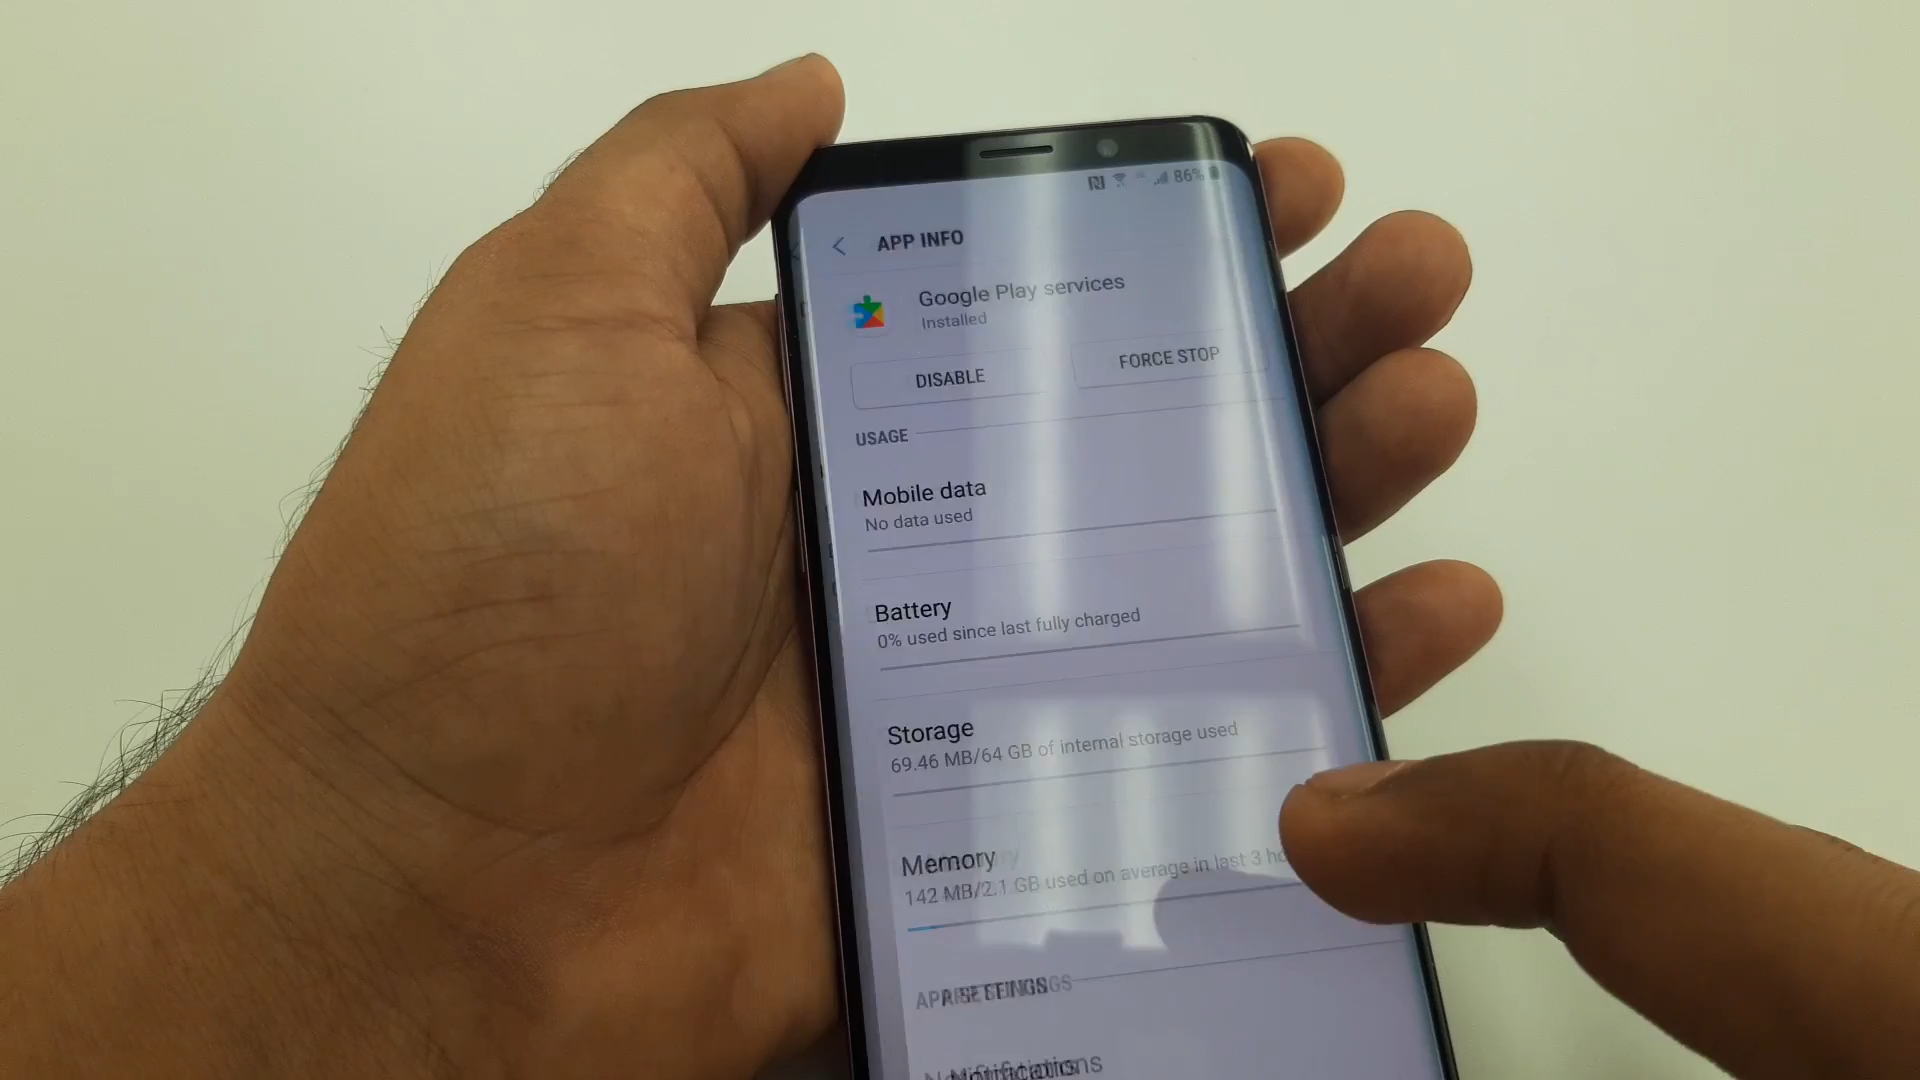 86%
APP INFO
Google Play services
Installed
DISABLE
FORCE STOP
USAGE
Mobile data
No data used
Battery
0% used since last fully charged
Storage
69.46 MB/64 GB of internal storage used
Memory
142 MB/2.1 GB used on average in last 3
APP SETTINGS
Notifications